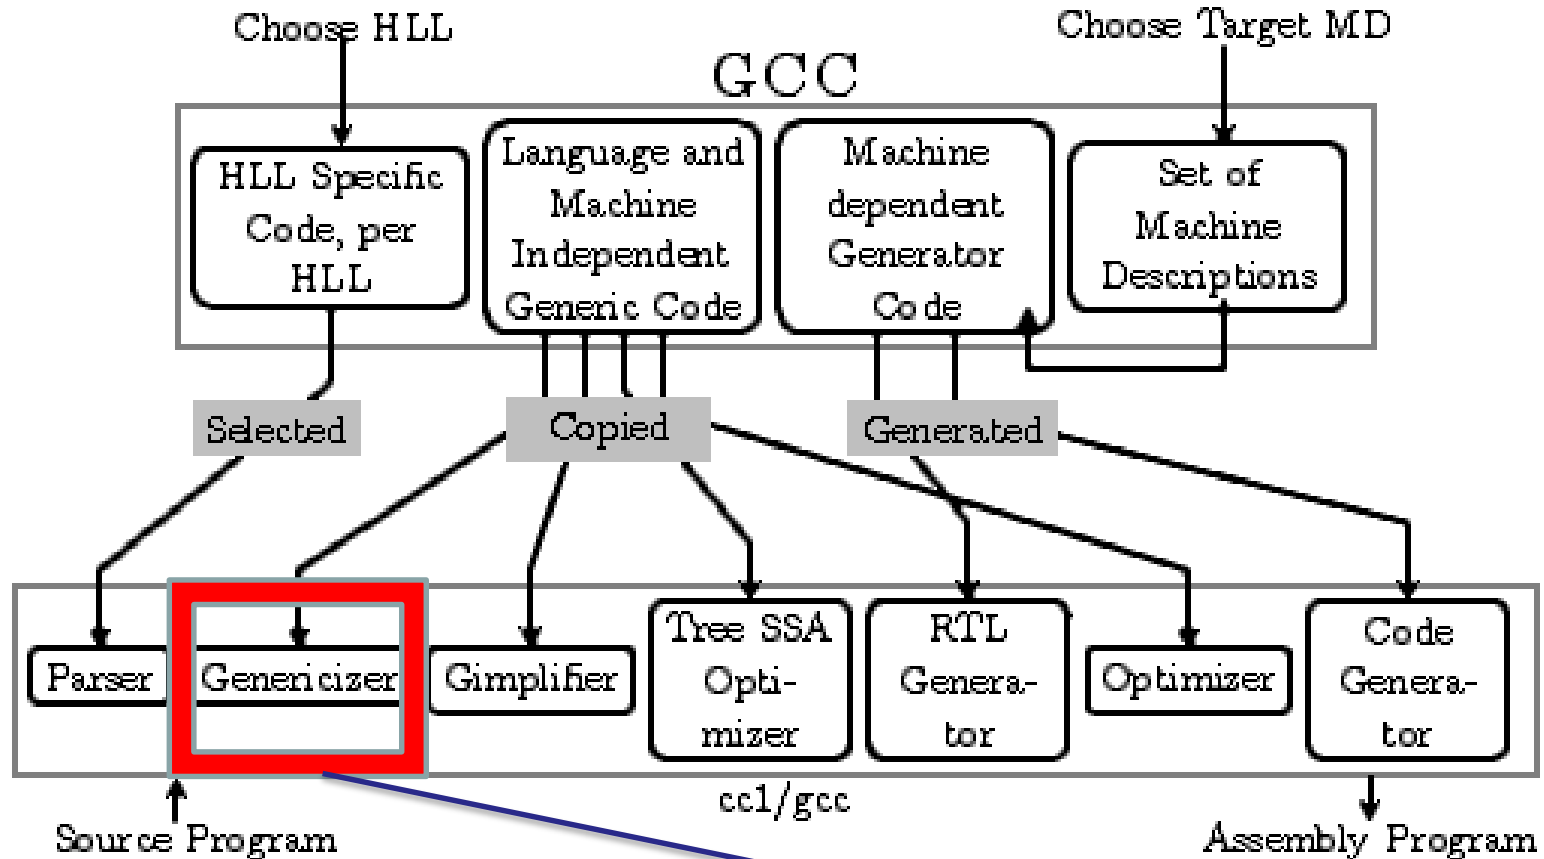 Choose HLL
Choose Target MD
GCC
HLL Specific
Code, per
HLL
Language and
Machine
Independent
Generic Code
Machine
dependent
Generator
Code
Set of
Machine
Descriptions
Selected
Copied
Generated
Parser
Genericizer
Gimplifier
Tree SSA
Opti-
mizer
RTL
Genera-
tor
Optimizer
Code
Genera-
tor
cc1/gcc
Source Program
Assembly Program